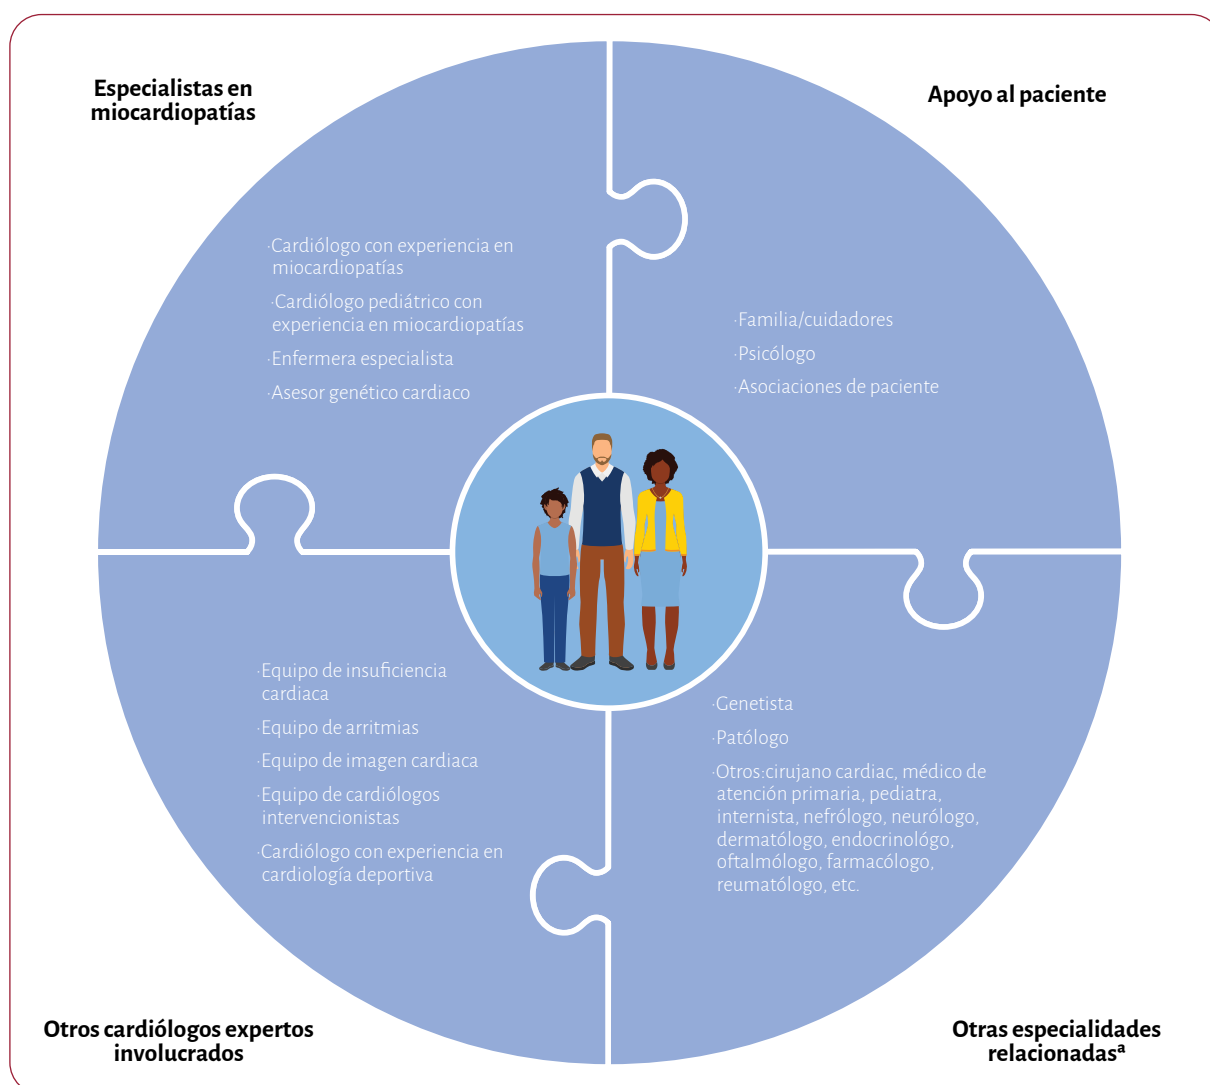 Especialistas en
miocardiopatías
·Cardiólogo con experiencia en
miocardiopatías
·Cardiólogo pediátrico con
experiencia en miocardiopatías
·Enfermera especialista
·Asesor genético cardiaco
Apoyo al paciente
·Familia/cuidadores
·Psicólogo
·Asociaciones de paciente
·Equipo de insuficiencia
cardiaca
·Equipo de arritmias
·Equipo de imagen cardiaca
·Equipo de cardiólogos
intervencionistas
·Cardiólogo con experiencia en
cardiología deportiva
Otros cardiólogos expertos
involucrados
·Genetista
·Patólogo
·Otros:cirujano cardiac, médico de
atención primaria, pediatra,
internista, nefrólogo, neurólogo,
dermatólogo, endocrinológo,
oftalmólogo, farmacólogo,
reumatólogo, etc.
Otras especialidades
relacionadasª